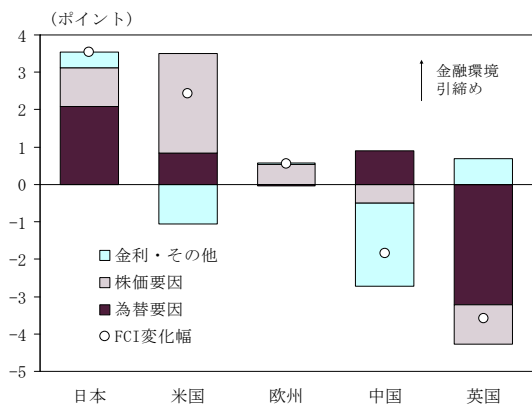 (ポイント)
4
3
2
1
0
-1
-2
-3
-4
-5
金融環境
引締め
金利・その他
株価要因
為替要因
FCI変化幅
日本 米国 欧州 中国 英国